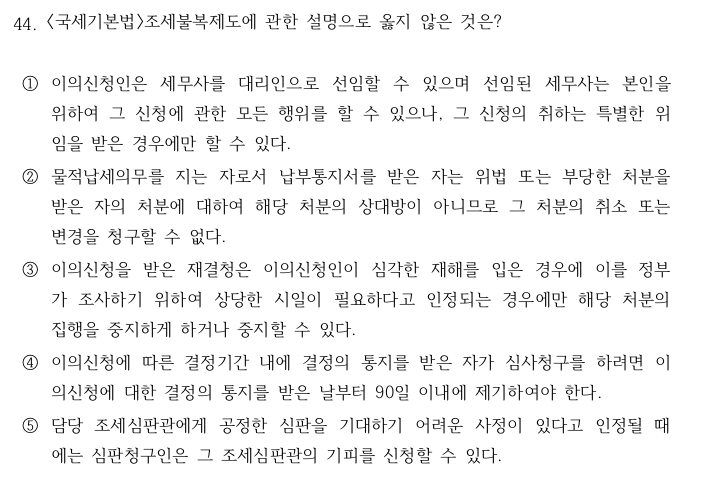 44. 〈국세기본법〉조세불복제도에 관한 설명으로 옳지 않은 것은?
① 이의신청인은 세무사를 대리인으로 선임할 수 있으며 선임된 세무사는 본인을
위하여 그 신청에 관한 모든 행위를 할 수 있으나, 그 신청의 취하는 특별한 위
임을 받은 경우에만 할 수 있다.
② 물적납세의무를 지는 자로서 납부통지서를 받은 자는 위법 또는 부당한 처분을
받은 자의 처분에 대하여 해당 처분의 상대방이 아니므로 그 처분의 취소 또는
변경을 청구할 수 없다.
③ 이의신청을 받은 재결청은 이의신청인이 심각한 재해를 입은 경우에 이를 정부
가 조사하기 위하여 상당한 시일이 필요하다고 인정되는 경우에만 해당 처분의
집행을 중지하게 하거나 중지할 수 있다.
④ 이의신청에 따른 결정기간 내에 결정의 통지를 받은 자가 심사청구를 하려면 이
의신청에 대한 결정의 통지를 받은 날부터 90일 이내에 제기하여야 한다.
⑤ 담당 조세심판관에게 공정한 심판을 기대하기 어려운 사정이 있다고 인정될 때
에는 심판청구인은 그 조세심판관의 기피를 신청할 수 있다.